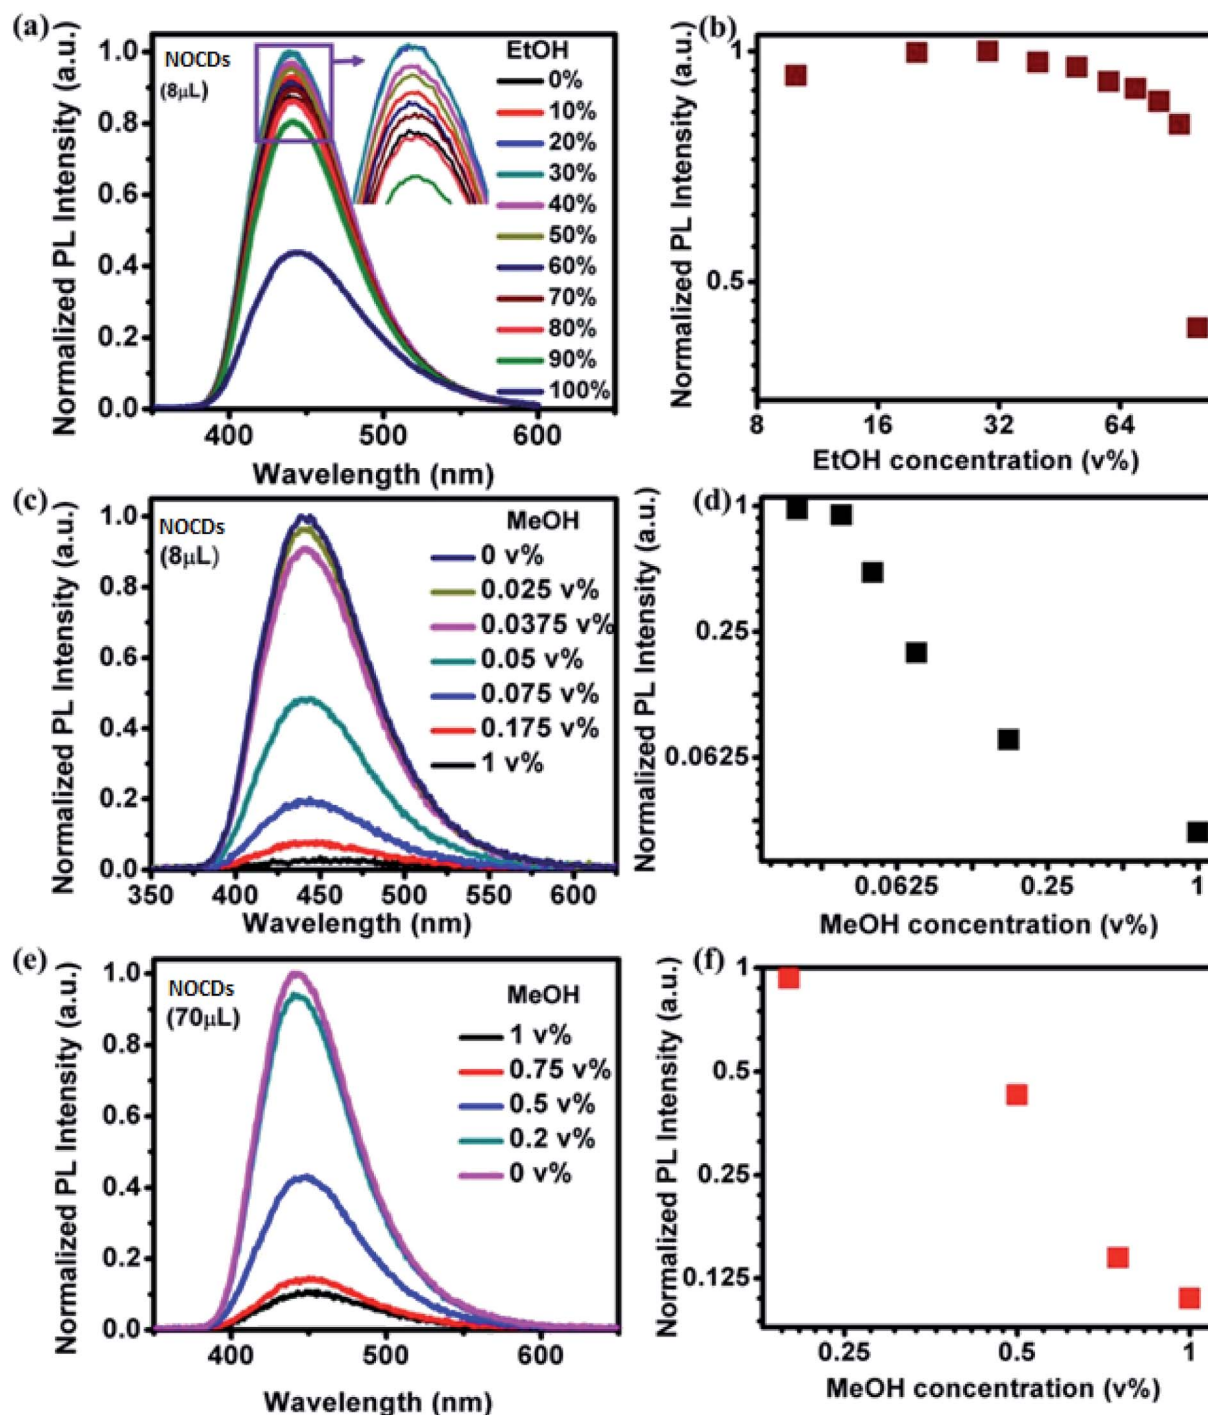 (a)
Normalized PL Intensity (a.u.)
1.0
0.8
0.6
0.4
0.2
0.0
NOCDs
(8μL)
EtOH
0%
10%
20%
30%
40%
50%
60%
70%
80%
90%
100%
400
500
600
Wavelength (nm)
(b)
Normalized PL Intensity (a.u.)
1
0.5
8
16
32
64
EtOH concentration (v%)
(c)
Normalized PL Intensity (a.u.)
1.0
0.8
0.6
0.4
0.2
0.0
NOCDs
(8μL)
MeOH
0 v%
0.025 v%
0.0375 v%
0.05 v%
0.075 v%
0.175 v%
1 v%
350
400
450
500
550
600
Wavelength (nm)
(d)
Normalized PL Intensity (a.u.)
1
0.25
0.0625
0.0625
0.25
1
MeOH concentration (v%)
(e)
Normalized PL Intensity (a.u.)
1.0
0.8
0.6
0.4
0.2
0.0
NOCDs
(70μL)
MeOH
1 v%
0.75 v%
0.5 v%
0.2 v%
0 v%
400
500
600
Wavelength (nm)
(f)
Normalized PL Intensity (a.u.)
1
0.5
0.25
0.125
0.25
0.5
1
MeOH concentration (v%)